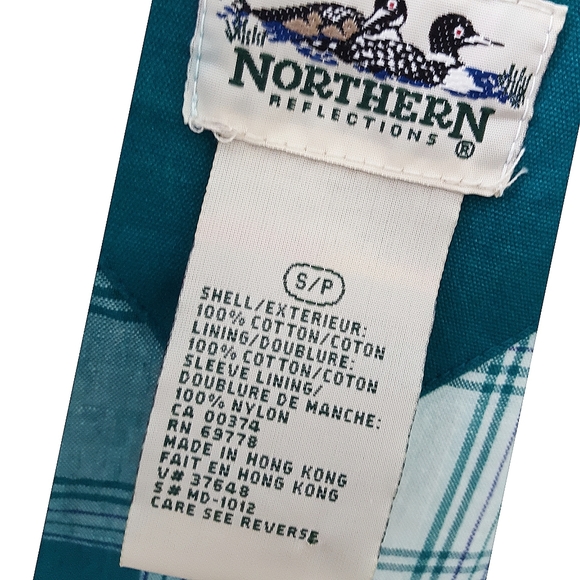 NORTHERN
REFLECTIONS ®
S/P
SHELL/EXTERIEUR:
100% COTTON/COTON
LINING/DOUBLURE:
100% COTTON/COTON
SLEEVE LINING/
DOUBLURE DE MANCHE:
100% NYLON
CA 00374
RN 69778
MADE IN HONG KONG
FAIT EN HONG KONG
V# 37648
S# MD-1012
CARE SEE REVERSE